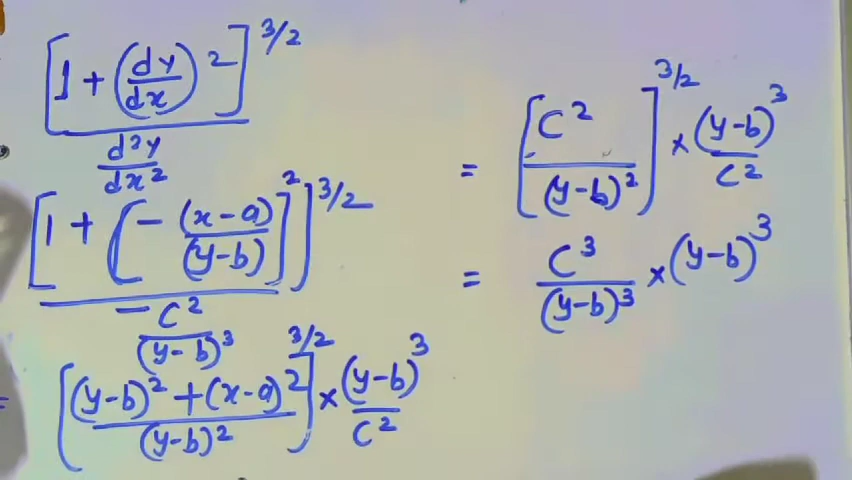 [1 + (dy/dx)²]^3/2
d²y/dx²
[1 + (- (x-a)/(y-b)]²]^3/2
- c²/(y-b)³
= [(y-b)² + (x-a)²/(y-b)²]^3/2 × (y-b)³/c²
= [c²/(y-b)²]^3/2 × (y-b)³/c²
= c³/(y-b)³ × (y-b)³